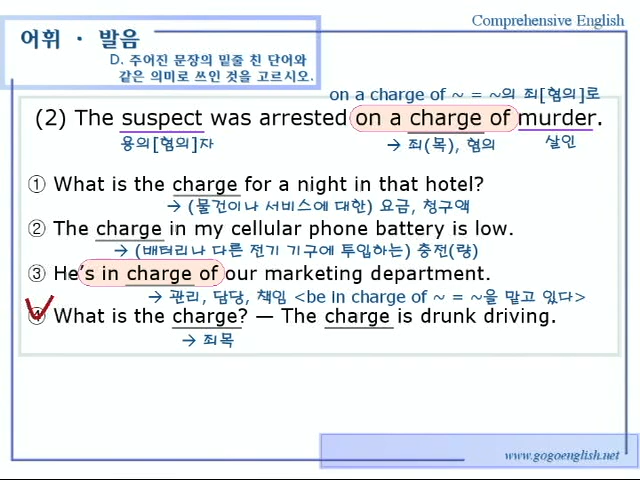 Comprehensive English
어휘 · 발음
D. 주어진 문장의 밑줄 친 단어와
같은 의미로 쓰인 것을 고르시오.
on a charge of ~ = ~의 죄[혐의]로
(2) The suspect was arrested on a charge of murder.
용의[혐의]자 → 죄(목), 혐의 살인
① What is the charge for a night in that hotel?
→ (물건이나 서비스에 대한) 요금, 청구액
② The charge in my cellular phone battery is low.
→ (배터리나 다른 전기 기구에 투입하는) 충전(량)
③ He's in charge of our marketing department.
→ 관리, 담당, 책임 <be in charge of ~ = ~을 맡고 있다>
④ What is the charge? — The charge is drunk driving.
→ 죄목
www.gogoenglish.net